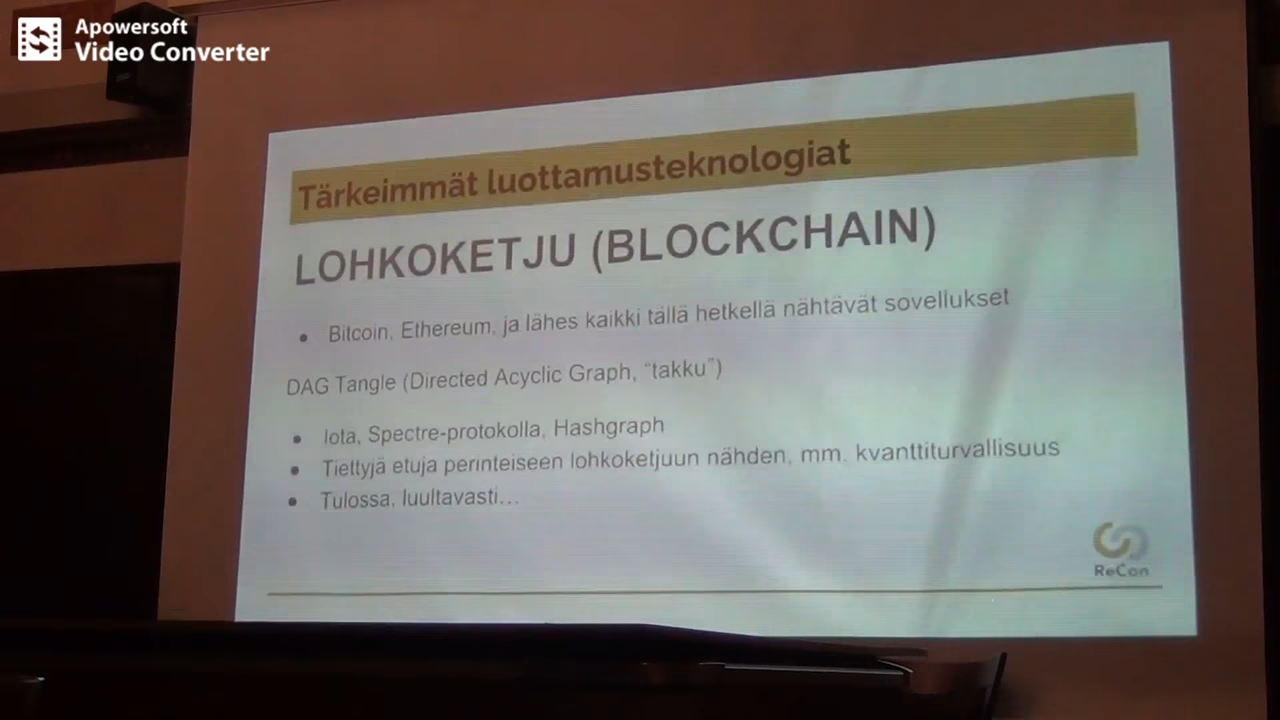 Apowersoft
Video Converter
Tärkeimmät luottamusteknologiat
LOHKOKETJU (BLOCKCHAIN)
• Bitcoin, Ethereum, ja lähes kaikki tällä hetkellä nähtävät sovellukset
DAG Tangle (Directed Acyclic Graph, “takku”)
• Iota, Spectre-protokolla, Hashgraph
• Tiettyjä etuja perinteiseen lohkoketjuun nähden, mm. kvanttiturvallisuus
• Tulossa, luultavasti...
ReCon